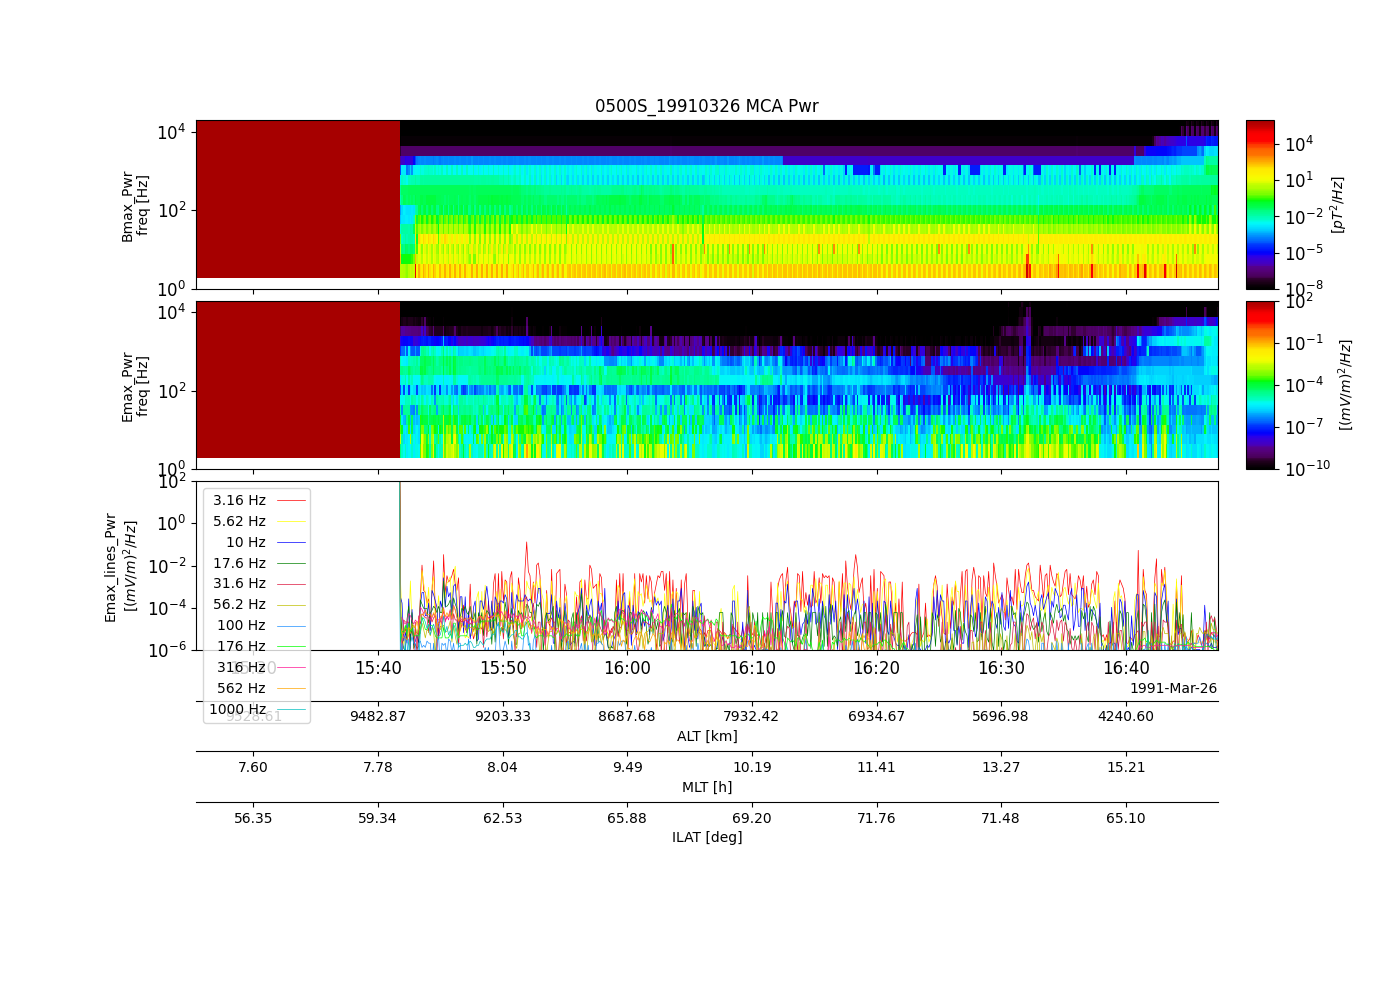 0500S_19910326 MCA Pwr
Bmax_Pwr
freq [Hz]
10^4
10^2
10^0
10^4
10^1
10^-2
10^-5
10^-8
[pT^2/Hz]
Emax_Pwr
freq [Hz]
10^4
10^2
10^0
10^2
10^-1
10^-4
10^-7
10^-10
[(mV/m)^2/Hz]
Emax_lines_Pwr
[(mV/m)^2/Hz]
10^2
10^0
10^-2
10^-4
10^-6
3.16 Hz
5.62 Hz
10 Hz
17.6 Hz
31.6 Hz
56.2 Hz
100 Hz
176 Hz
316 Hz
562 Hz
1000 Hz
15:30 15:40 15:50 16:00 16:10 16:20 16:30 16:40
1991-Mar-26
9528.61 9482.87 9203.33 8687.68 7932.42 6934.67 5696.98 4240.60
ALT [km]
7.60 7.78 8.04 9.49 10.19 11.41 13.27 15.21
MLT [h]
56.35 59.34 62.53 65.88 69.20 71.76 71.48 65.10
ILAT [deg]